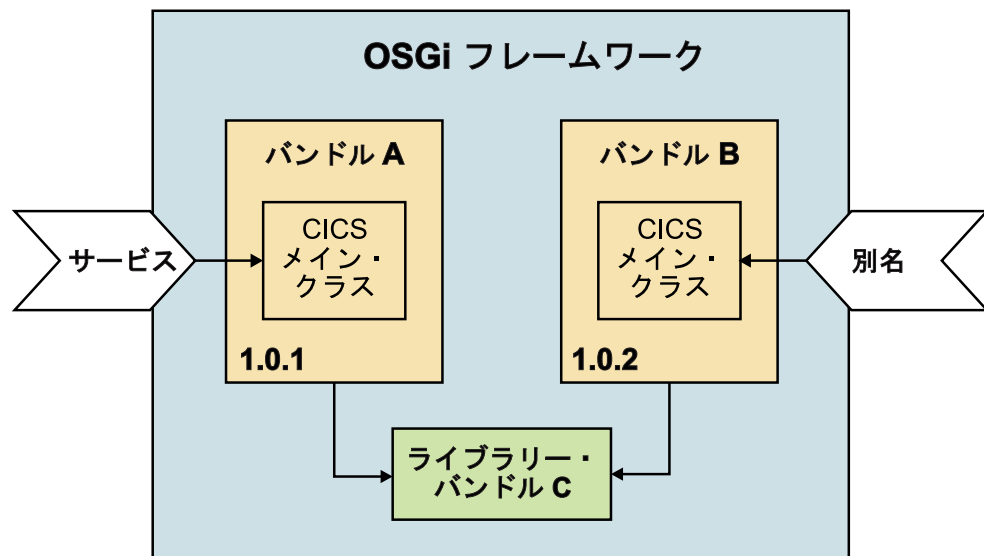 OSGi フレームワーク
バンドル A
CICS
メイン・
クラス
1.0.1
バンドル B
CICS
メイン・
クラス
1.0.2
サービス
別名
ライブラリー・
バンドル C